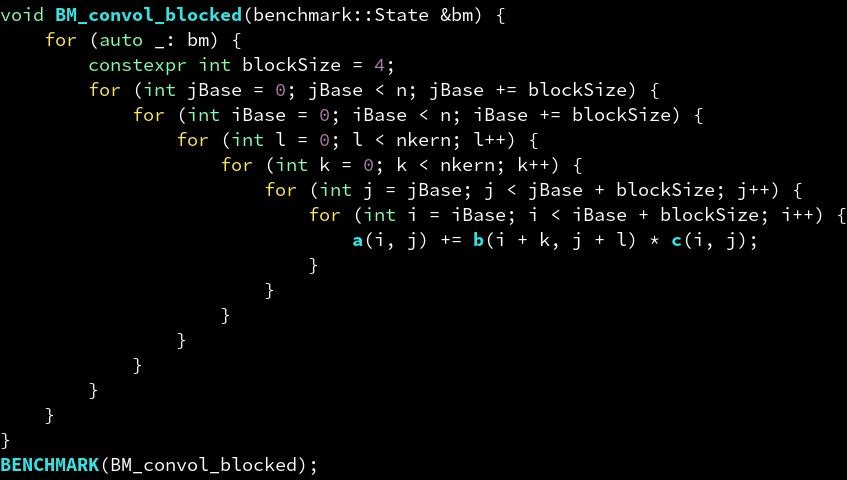 void BM_convol_blocked(benchmark::State &bm) {
    for (auto _: bm) {
        constexpr int blockSize = 4;
        for (int jBase = 0; jBase < n; jBase += blockSize) {
            for (int iBase = 0; iBase < n; iBase += blockSize) {
                for (int l = 0; l < nkern; l++) {
                    for (int k = 0; k < nkern; k++) {
                        for (int j = jBase; j < jBase + blockSize; j++) {
                            for (int i = iBase; i < iBase + blockSize; i++) {
                                a(i, j) += b(i + k, j + l) * c(i, j);
                            }
                        }
                    }
                }
            }
        }
    }
}
BENCHMARK(BM_convol_blocked);